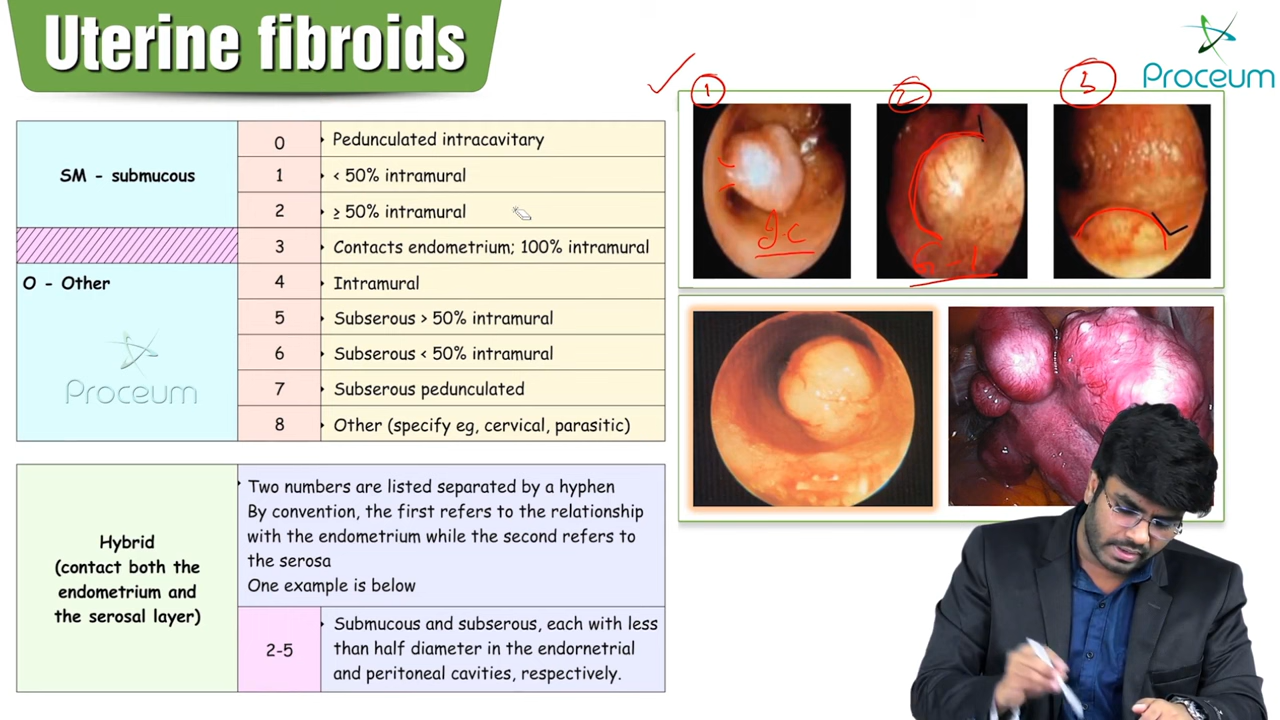 Uterine fibroids
Proceum
SM - submucous
0
Pedunculated intracavitary
1
< 50% intramural
2
≥ 50% intramural
3
Contacts endometrium; 100% intramural
O - Other
4
Intramural
5
Subserous > 50% intramural
6
Subserous < 50% intramural
7
Subserous pedunculated
8
Other (specify eg, cervical, parasitic)
Proceum
Hybrid
(contact both the
endometrium and
the serosal layer)
Two numbers are listed separated by a hyphen
By convention, the first refers to the relationship
with the endometrium while the second refers to
the serosa
One example is below
2-5
Submucous and subserous, each with less
than half diameter in the endornetrial
and peritoneal cavities, respectively.
1
2
3